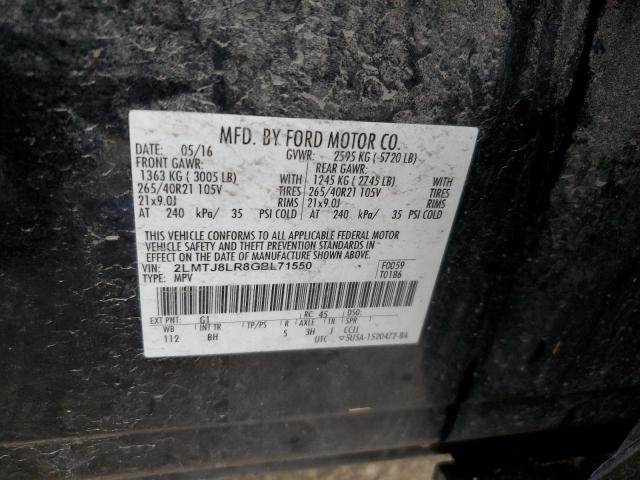 MFD. BY FORD MOTOR CO.
DATE: 05/16 GVWR: 2595 KG ( 5720 LB)
FRONT GAWR: REAR GAWR:
1363 KG ( 3005 LB) 1245 KG ( 2745 LB)
265/40R21 105V TIRES 265/40R21 105V TIRES
21x9.0J RIMS 21x9.0J RIMS
AT 240 kPa/ 35 PSI COLD AT 240 kPa/ 35 PSI COLD
THIS VEHICLE CONFORMS TO ALL APPLICABLE FEDERAL MOTOR
VEHICLE SAFETY AND THEFT PREVENTION STANDARDS IN
EFFECT ON THE DATE OF MANUFACTURE SHOWN ABOVE.
VIN: 2LMTJ8LR8GBL71550 F0059
TYPE: MPV T0186
EXT PNT: G1 RC: 45 DSO:
WB INT TR TP/PS R AXLE TR SPR
112 BH S 3H J CCJJ
UTC 5U5A-1520472-BA